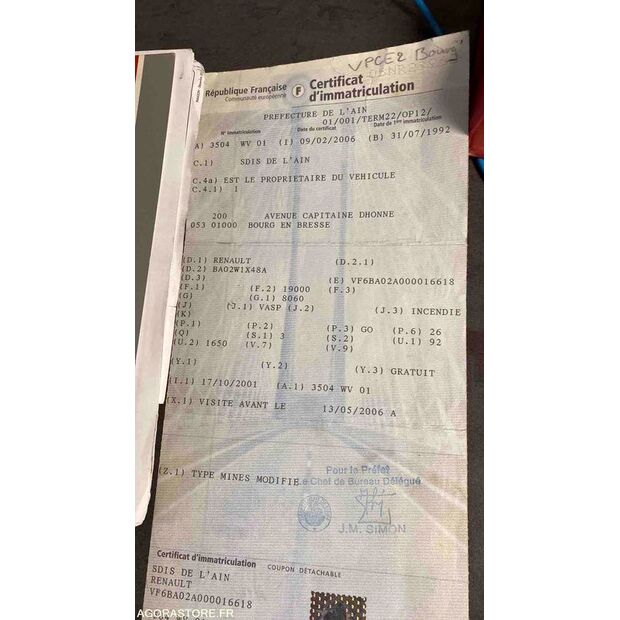 VPCE2 Bourg
République Française
Communauté européenne
F
Certificat
d'immatriculation
PREFECTURE DE L'AIN
01/001/TERM22/OP12/
N° immatriculation Date du certificat Date de 1ère immatriculation
(A) 3504 WV 01 (I) 09/02/2006 (B) 31/07/1992
C.1) SDIS DE L'AIN
C.4a) EST LE PROPRIETAIRE DU VEHICULE
C.4.1) 1
200 AVENUE CAPITAINE DHONNE
053 01000 BOURG EN BRESSE
(D.1) RENAULT (D.2.1)
(D.2) BA02W1X48A
(D.3) (E) VF6BA02A000016618
(F.1) (F.2) 19000 (F.3)
(G) (G.1) 8060
(J) (J.1) VASP (J.2) (J.3) INCENDIE
(K)
(P.1) (P.2) (P.3) GO (P.6) 26
(Q) (S.1) 3 (S.2) (U.1) 92
(U.2) 1650 (V.7) (V.9)
(Y.1) (Y.2) (Y.3) GRATUIT
(I.1) 17/10/2001 (A.1) 3504 WV 01
(X.1) VISITE AVANT LE 13/05/2006 A
(Z.1) TYPE MINES MODIFIE
Pour le Préfet
Le Chef de Bureau Délégué
J.M. SIMON
Certificat d'immatriculation COUPON DÉTACHABLE
SDIS DE L'AIN
RENAULT
VF6BA02A000016618
AGORASTORE.FR